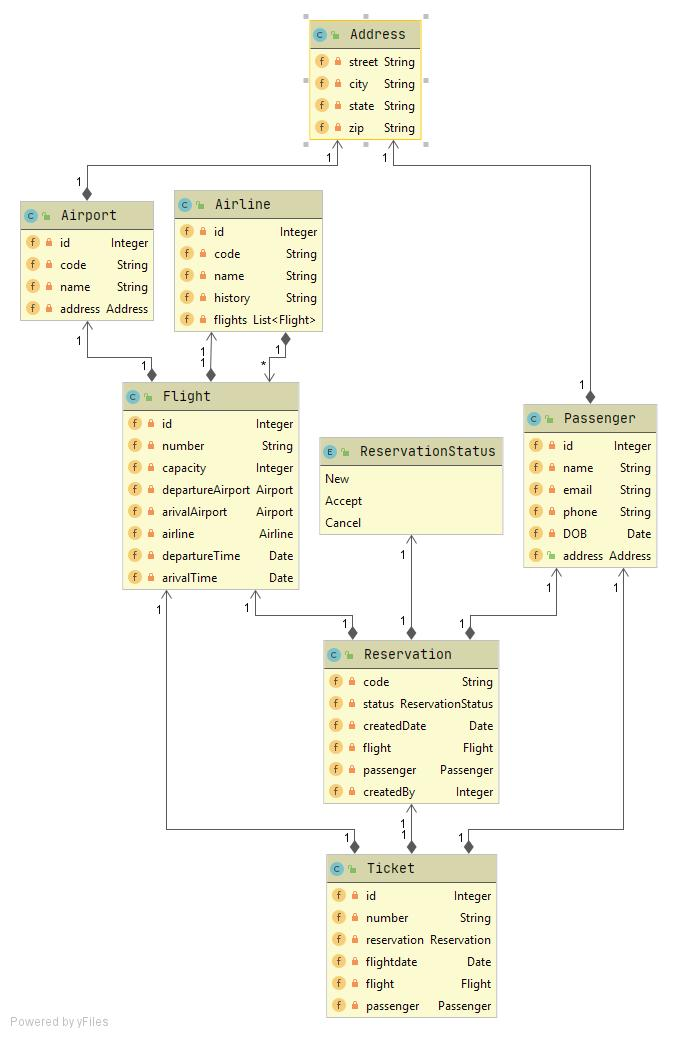 Address
street String
city String
state String
zip String
1
1
1
Airport
id Integer
code String
name String
address Address
Airline
id Integer
code String
name String
history String
flights List<Flight>
1
1
1
1
1
*
Flight
id Integer
number String
capacity Integer
departureAirport Airport
arivalAirport Airport
airline Airline
departureTime Date
arivalTime Date
ReservationStatus
New
Accept
Cancel
1
Passenger
id Integer
name String
email String
phone String
DOB Date
address Address
1
1
1
1
1
1
1
1
Reservation
code String
status ReservationStatus
createdDate Date
flight Flight
passenger Passenger
createdBy Integer
1
1
1
1
Ticket
id Integer
number String
reservation Reservation
flightdate Date
flight Flight
passenger Passenger
Powered by yFiles